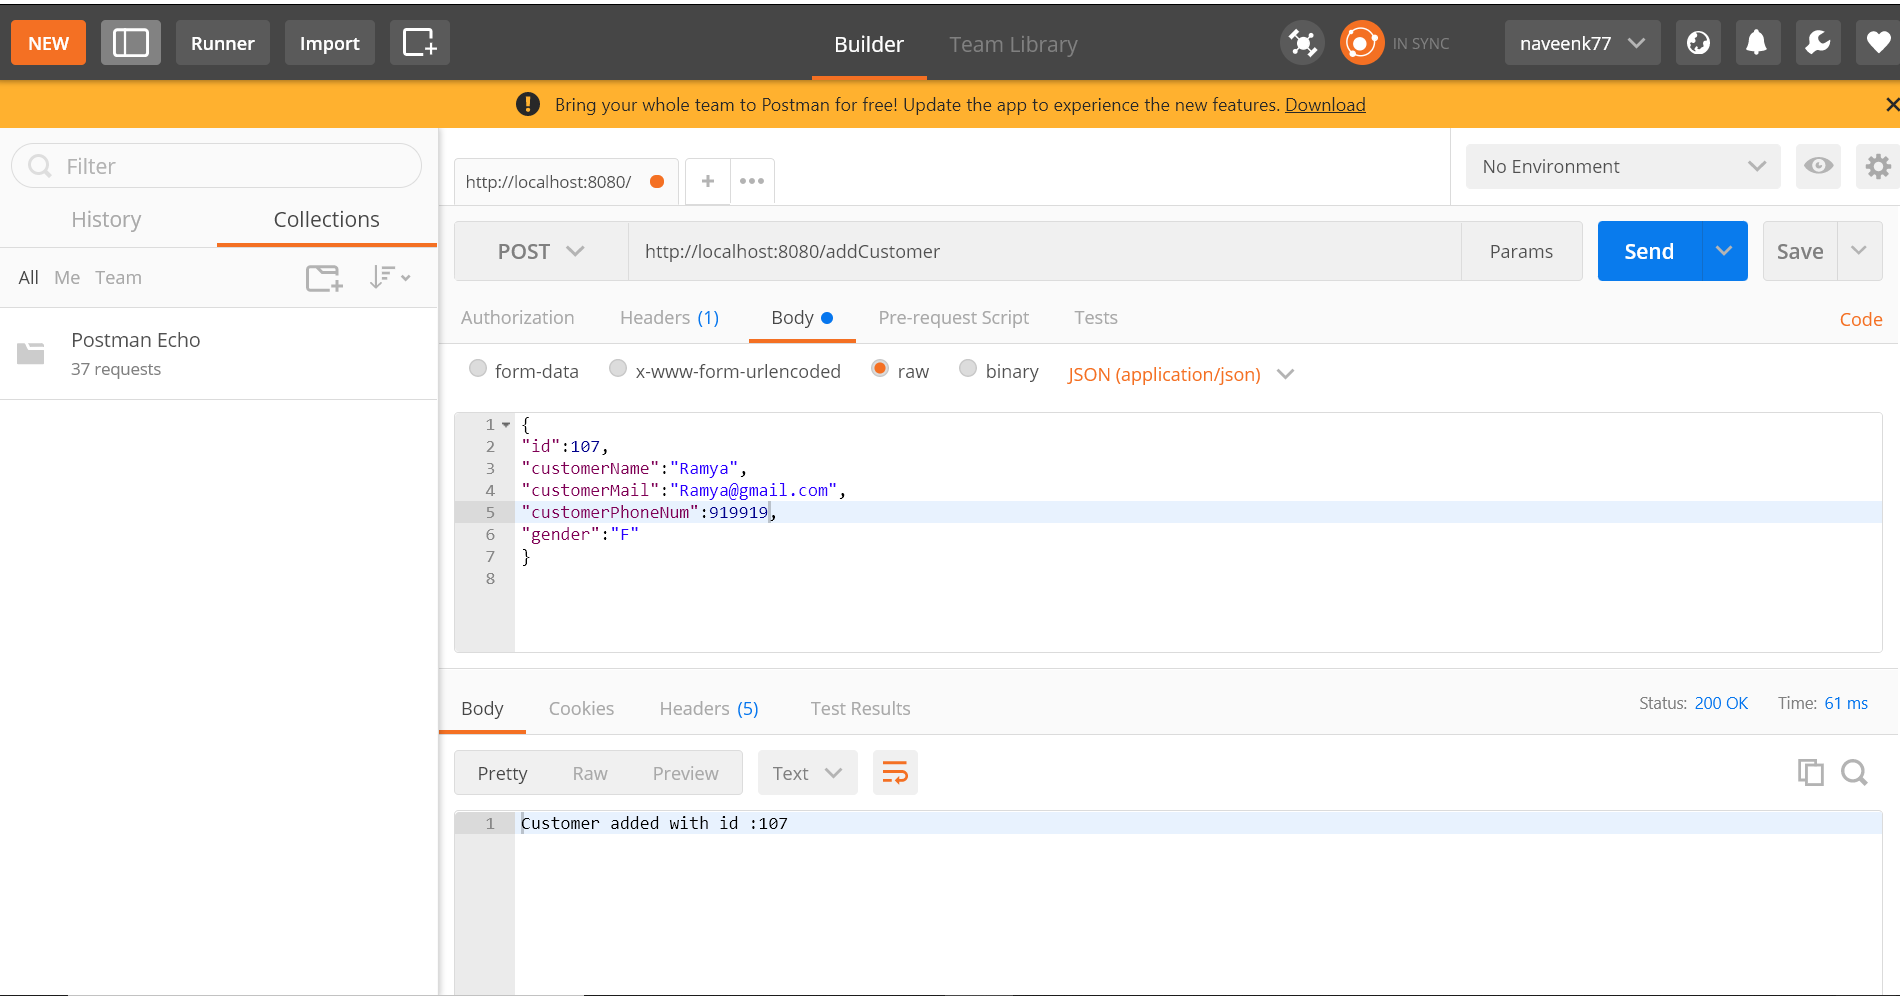 NEW Runner Import Builder Team Library IN SYNC naveenk77
Bring your whole team to Postman for free! Update the app to experience the new features. Download
Filter
History Collections
All Me Team
Postman Echo
37 requests
http://localhost:8080/ + ••• No Environment
POST http://localhost:8080/addCustomer Params Send Save
Authorization Headers (1) Body Pre-request Script Tests Code
form-data x-www-form-urlencoded raw binary JSON (application/json)
1 {
2 "id":107,
3 "customerName":"Ramya",
4 "customerMail":"Ramya@gmail.com",
5 "customerPhoneNum":919919,
6 "gender":"F"
7 }
8
Body Cookies Headers (5) Test Results Status: 200 OK Time: 61 ms
Pretty Raw Preview Text
1 Customer added with id :107